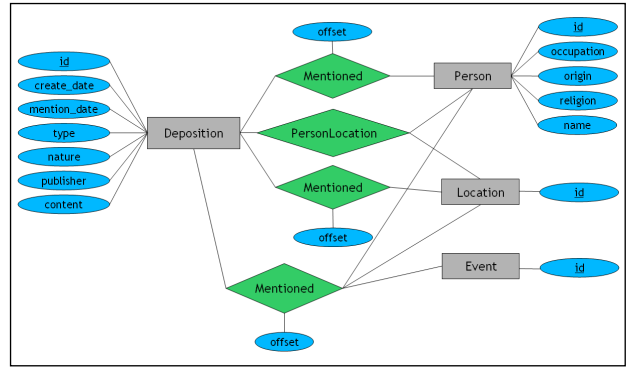 offset
id
id
occupation
create_date
Mentioned
Person
origin
mention_date
religion
type
Deposition
PersonLocation
name
nature
publisher
Mentioned
Location
id
content
offset
Event
id
Mentioned
offset